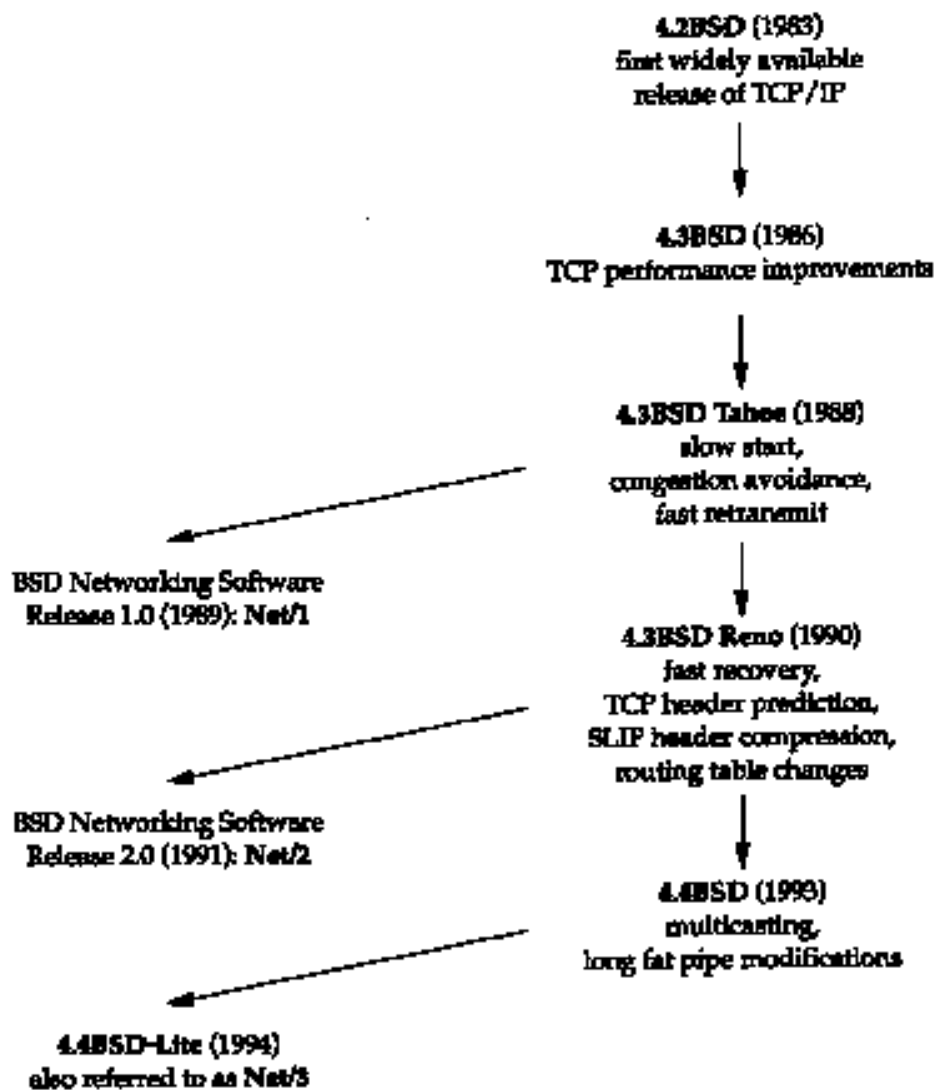 4.2BSD (1983)
first widely available
release of TCP/IP
4.3BSD (1986)
TCP performance improvements
4.3BSD Tahoe (1988)
slow start,
congestion avoidance,
fast retransmit
BSD Networking Software
Release 1.0 (1989): Net/1
4.3BSD Reno (1990)
fast recovery,
TCP header prediction,
SLIP header compression,
routing table changes
BSD Networking Software
Release 2.0 (1991): Net/2
4.4BSD (1993)
multicasting,
long fat pipe modifications
4.4BSD-Lite (1994)
also referred to as Net/3